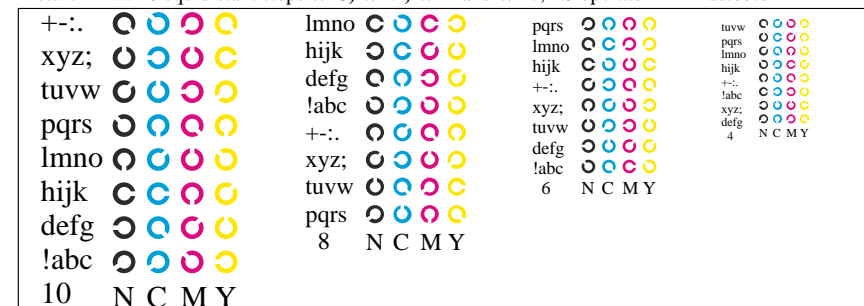 +-:.
xyz;
tuvw
pqrs
lmno
hijk
defg
!abc
10 N C M Y
lmno
hijk
defg
!abc
+-:.
xyz;
tuvw
pqrs
8 N C M Y
pqrs
lmno
hijk
+-:.
xyz;
tuvw
defg
!abc
6 N C M Y
tuvw
pqrs
lmno
hijk
+-:.
!abc
xyz;
defg
4 N C M Y